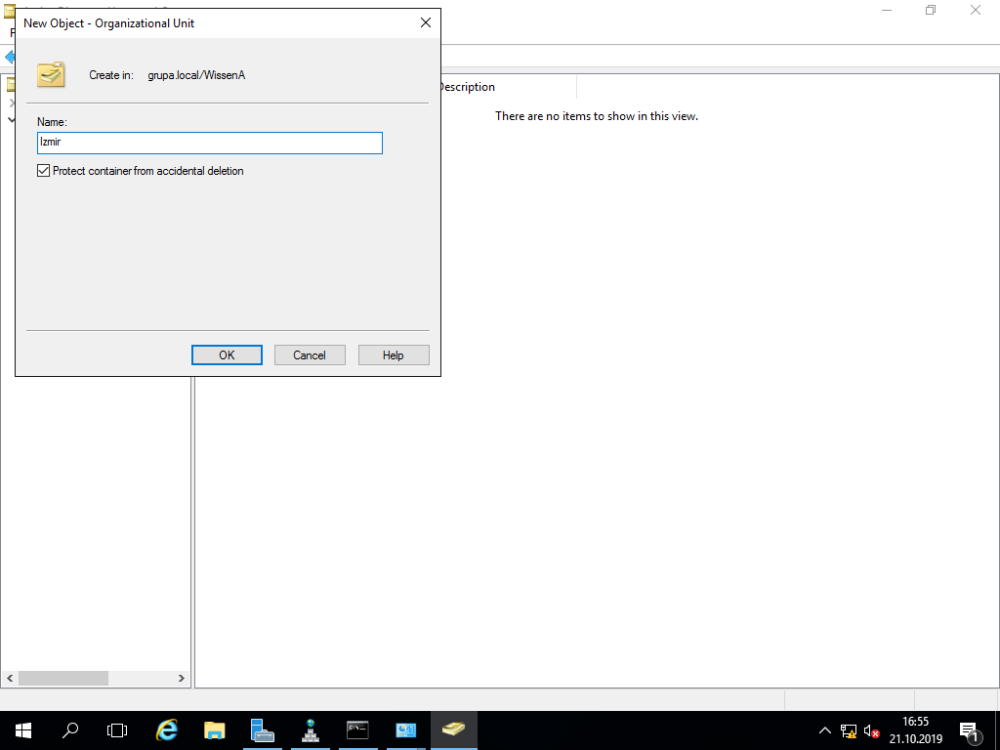 New Object - Organizational Unit
Create in: grupa.local/WissenA
Name:
Izmir
Protect container from accidental deletion
OK Cancel Help
Description
There are no items to show in this view.
16:55
21.10.2019
1